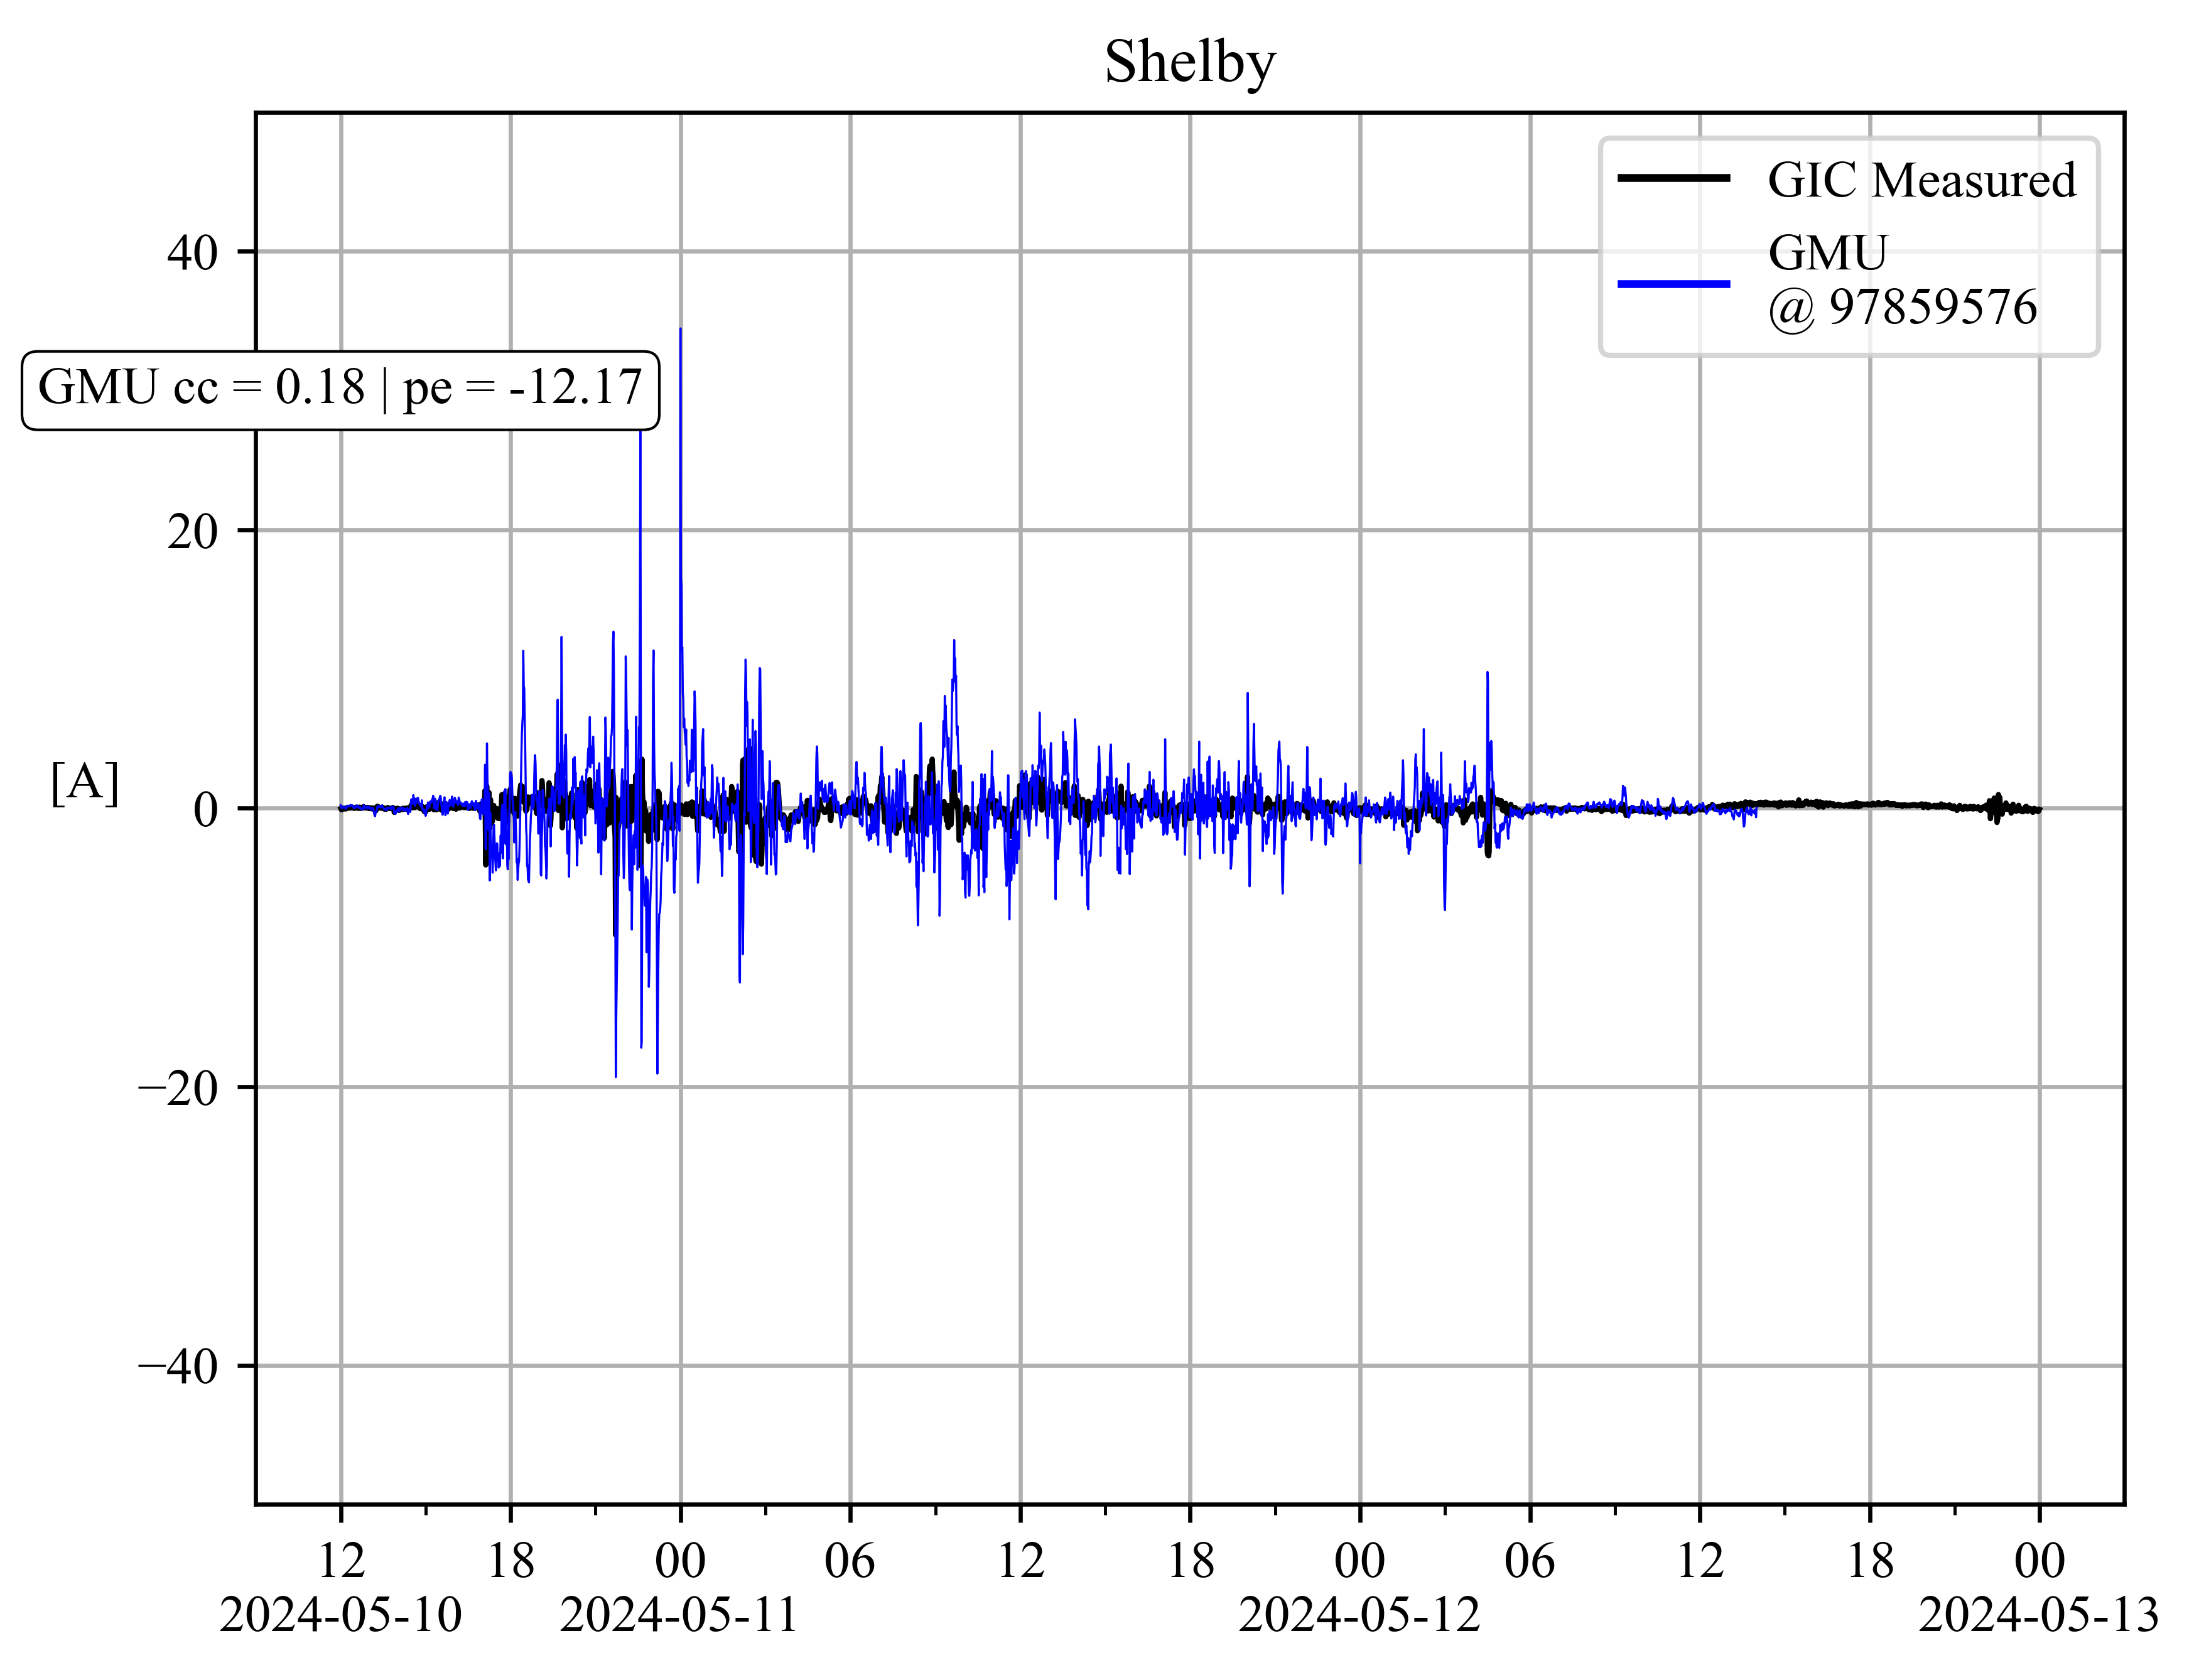 Shelby
GIC Measured
GMU
@ 97859576
GMU cc = 0.18 | pe = -12.17
[A]
40
20
0
−20
−40
12 18 00 06 12 18 00 06 12 18 00
2024-05-10 2024-05-11 2024-05-12 2024-05-13